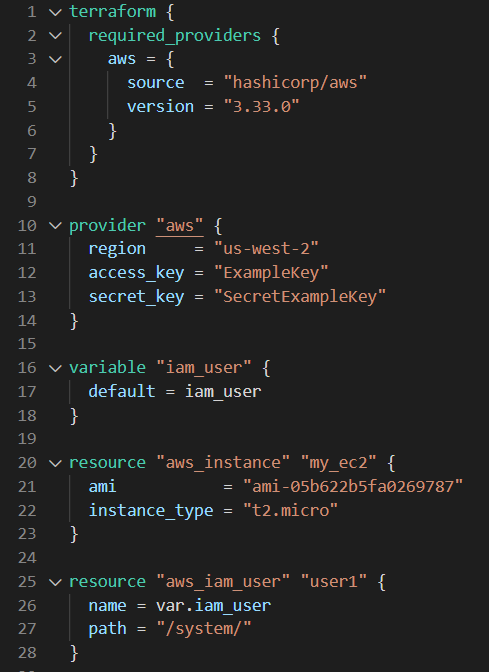 1 terraform {
2 required_providers {
3 aws = {
4 source = "hashicorp/aws"
5 version = "3.33.0"
6 }
7 }
8 }
9
10 provider "aws" {
11 region = "us-west-2"
12 access_key = "ExampleKey"
13 secret_key = "SecretExampleKey"
14 }
15
16 variable "iam_user" {
17 default = iam_user
18 }
19
20 resource "aws_instance" "my_ec2" {
21 ami = "ami-05b622b5fa0269787"
22 instance_type = "t2.micro"
23 }
24
25 resource "aws_iam_user" "user1" {
26 name = var.iam_user
27 path = "/system/"
28 }